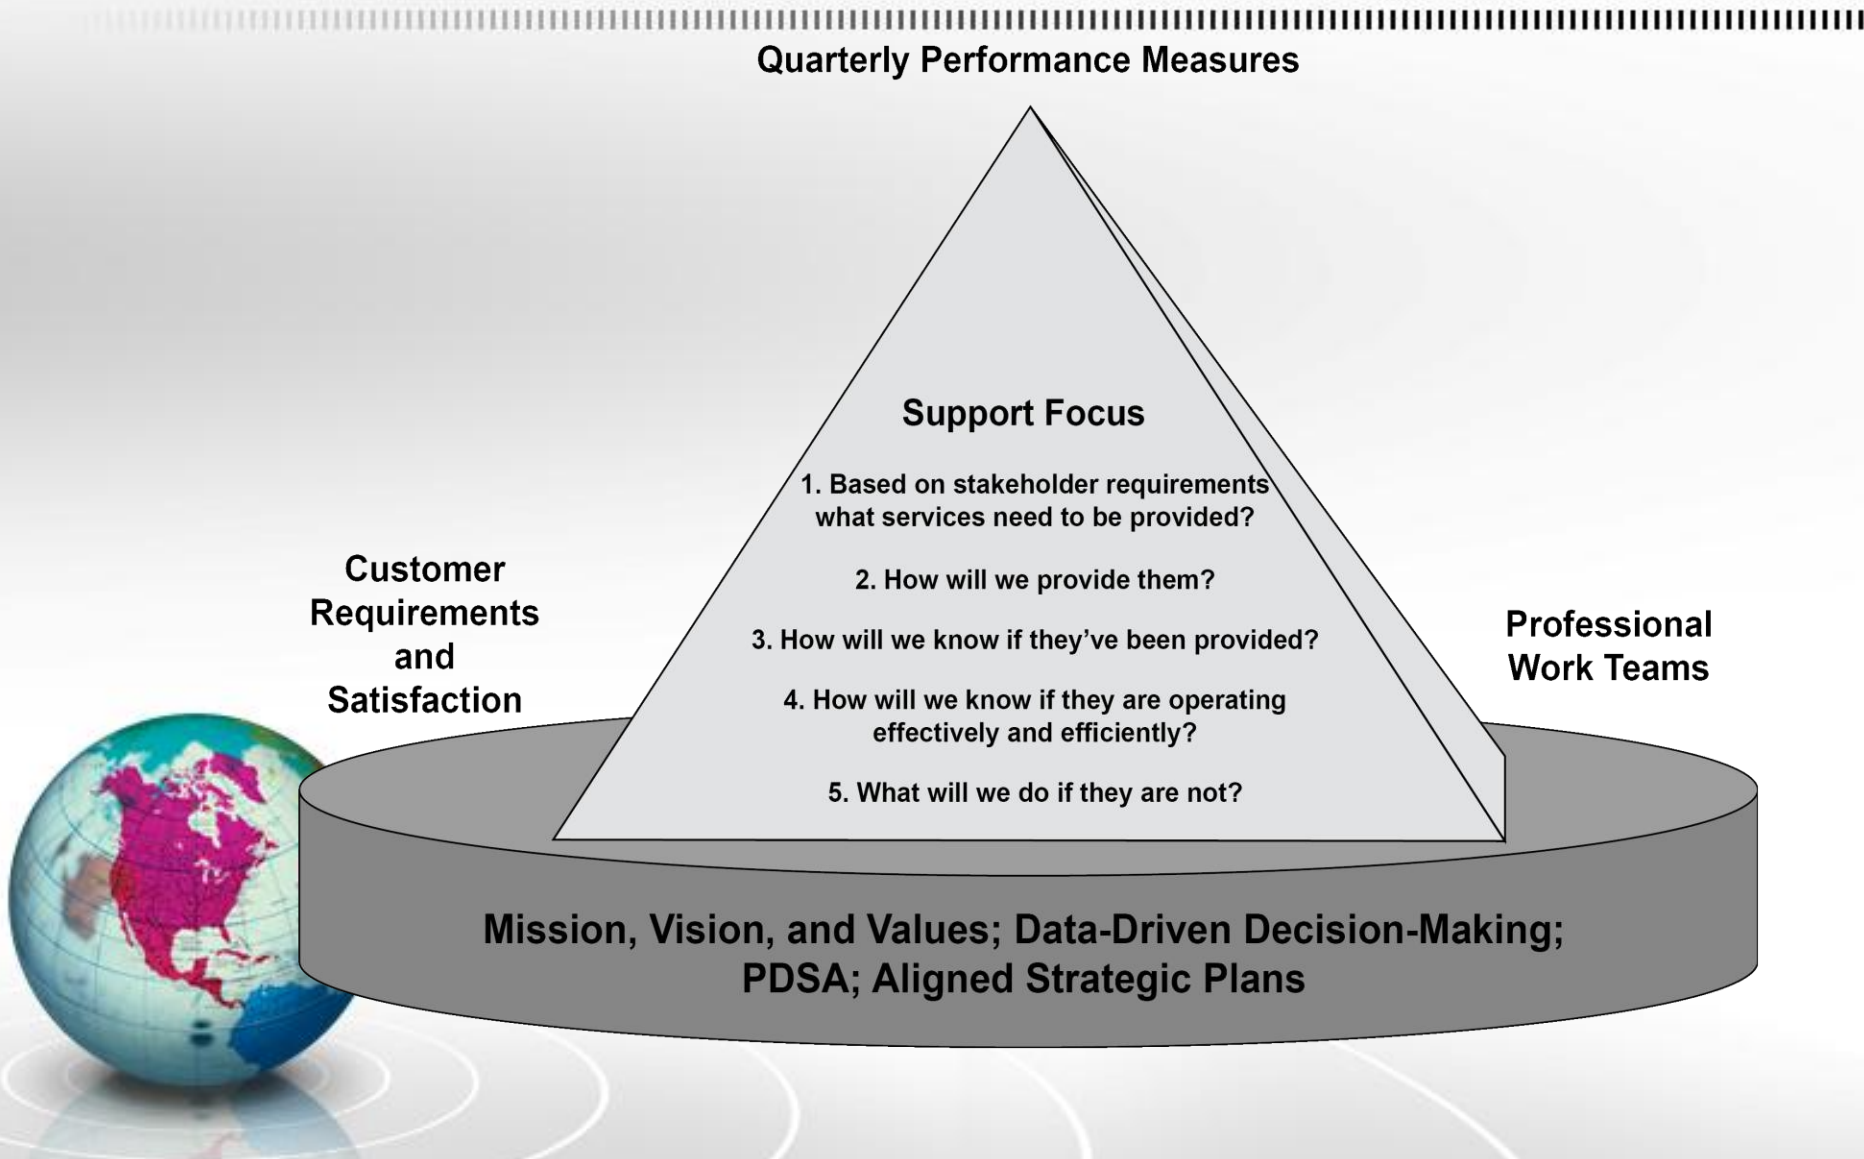 Quarterly Performance Measures
Support Focus
1. Based on stakeholder requirements
what services need to be provided?
2. How will we provide them?
3. How will we know if they’ve been provided?
4. How will we know if they are operating
effectively and efficiently?
5. What will we do if they are not?
Customer
Requirements
and
Satisfaction
Professional
Work Teams
Mission, Vision, and Values; Data-Driven Decision-Making;
PDSA; Aligned Strategic Plans